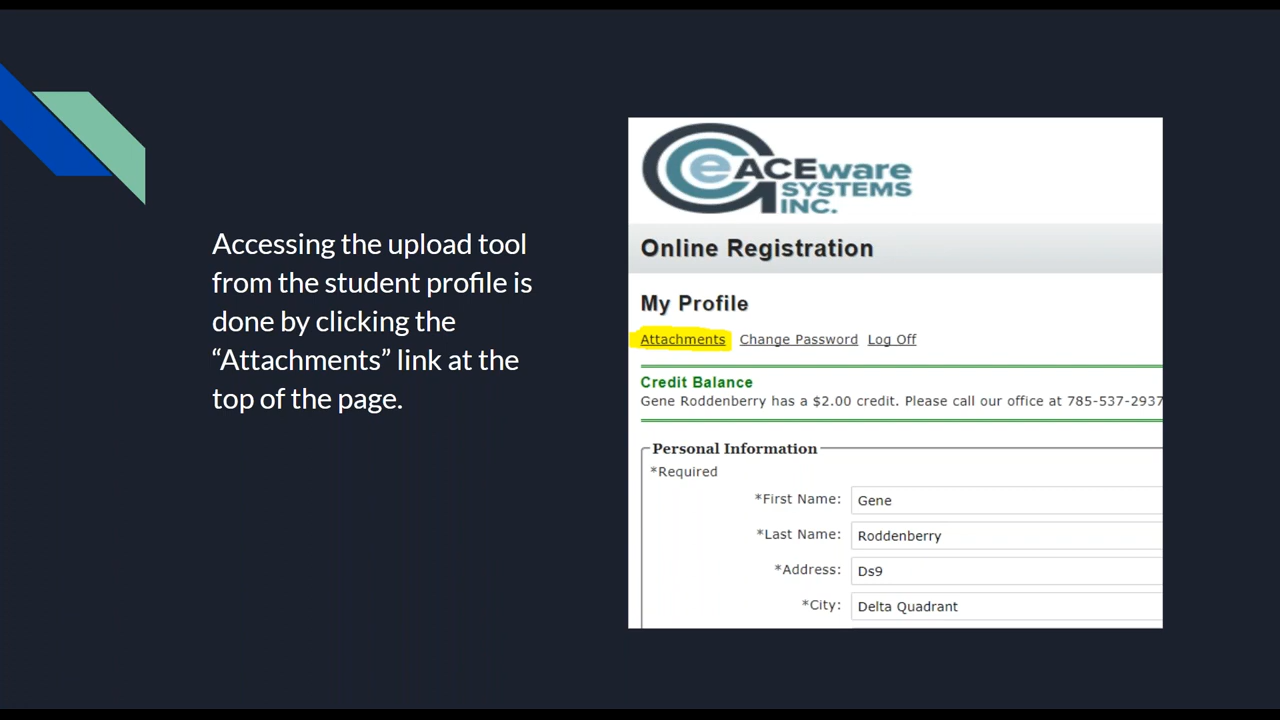 Accessing the upload tool
from the student profile is
done by clicking the
“Attachments” link at the
top of the page.
e ACEware
SYSTEMS
INC.
Online Registration
My Profile
Attachments Change Password Log Off
Credit Balance
Gene Roddenberry has a $2.00 credit. Please call our office at 785-537-2937
Personal Information
*Required
*First Name: Gene
*Last Name: Roddenberry
*Address: Ds9
*City: Delta Quadrant